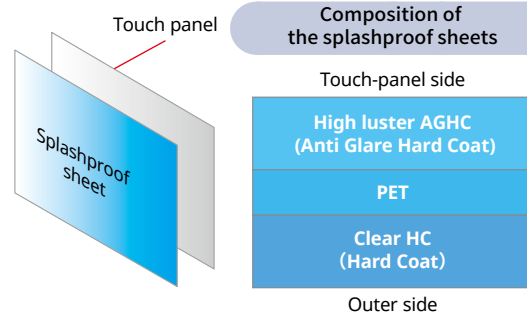 Touch panel
Splashproof
sheet
Composition of
the splashproof sheets
Touch-panel side
High luster AGHC
(Anti Glare Hard Coat)
PET
Clear HC
（Hard Coat）
Outer side